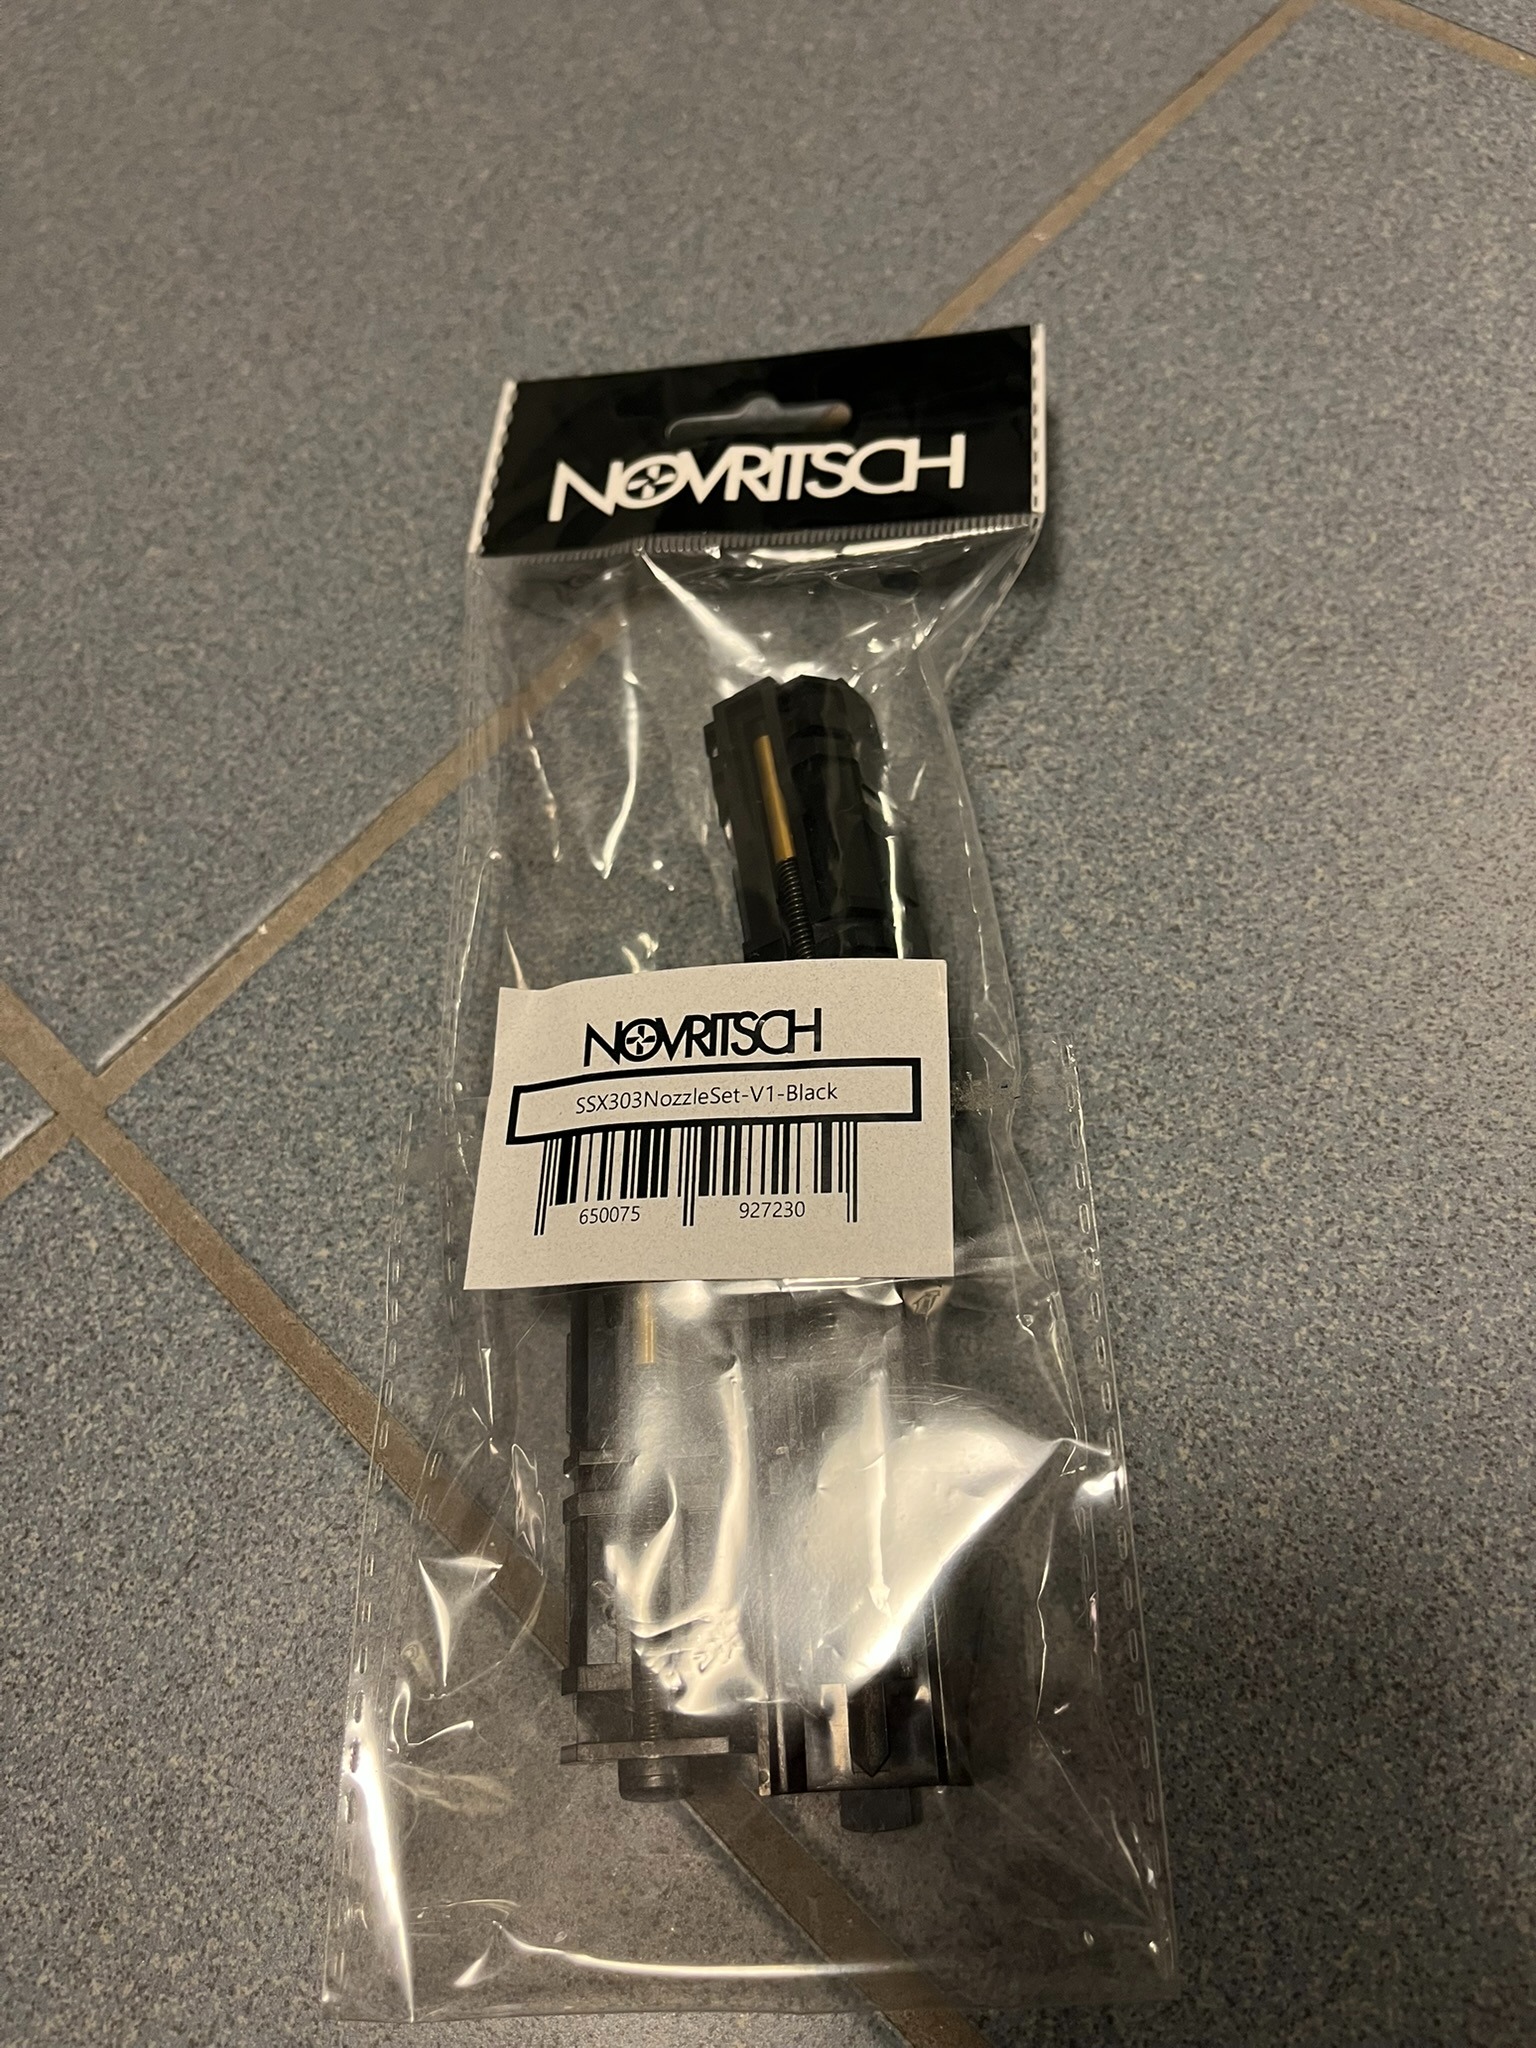 NOVRITSCH
NOVRITSCH
SSX303NozzleSet-V1-Black
650075 927230